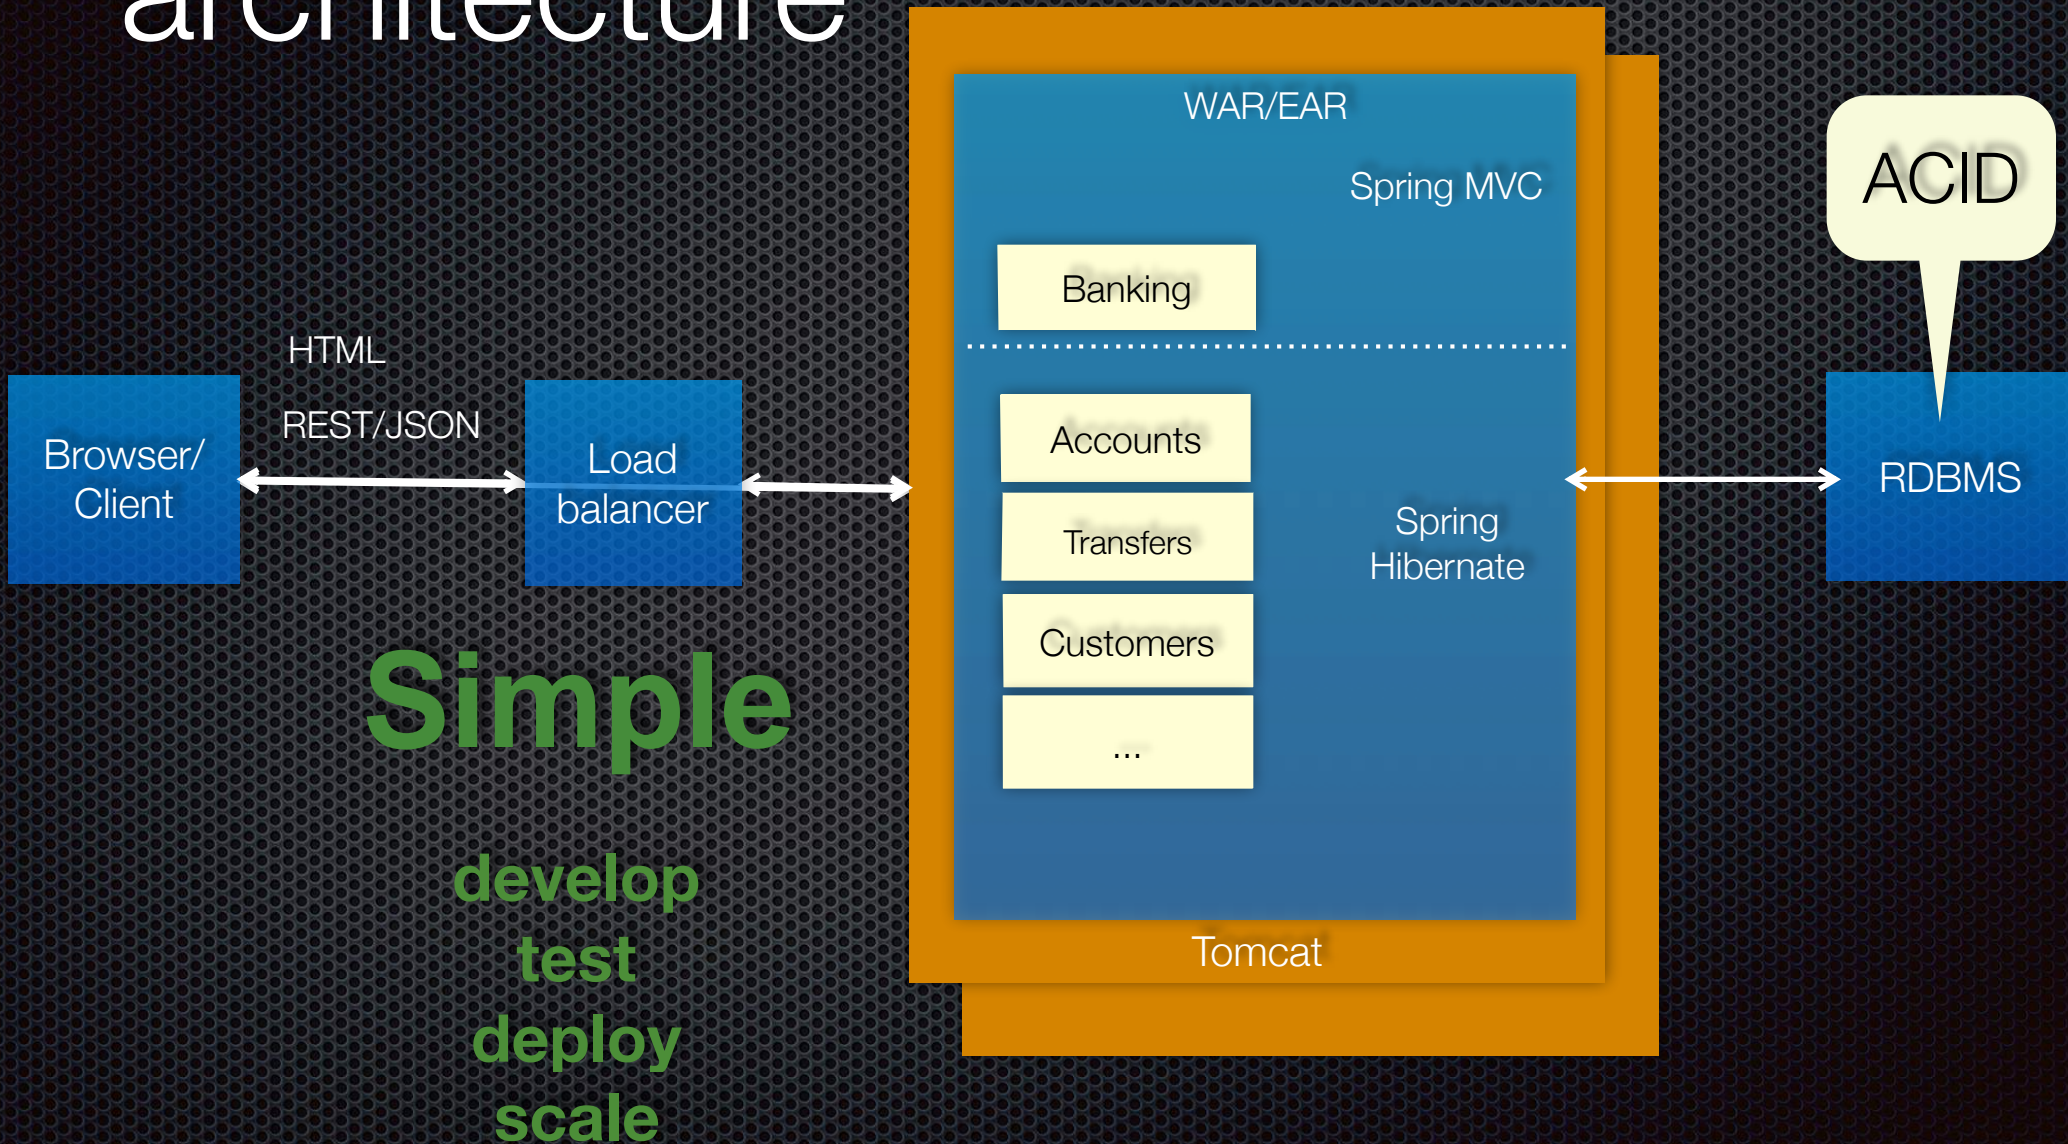 architecture
WAR/EAR
Spring MVC
ACID
Banking
HTML
REST/JSON
Browser/
Client
Load
balancer
Accounts
Transfers
Customers
...
Spring
Hibernate
RDBMS
Simple
develop
test
deploy
scale
Tomcat